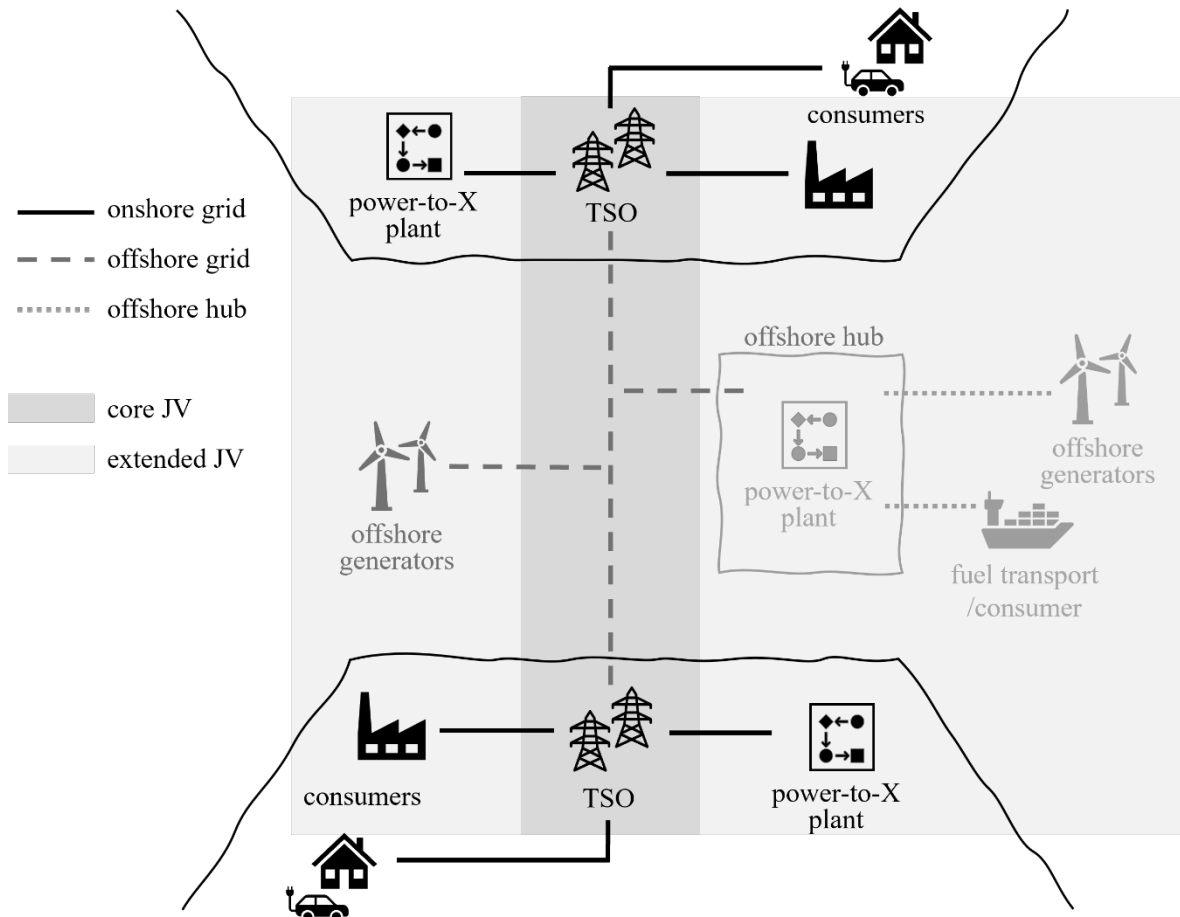 consumers
power-to-X
plant
TSO
onshore grid
offshore grid
offshore hub
core JV
extended JV
offshore hub
power-to-X
plant
offshore
generators
offshore
generators
fuel transport
/consumer
consumers
TSO
power-to-X
plant